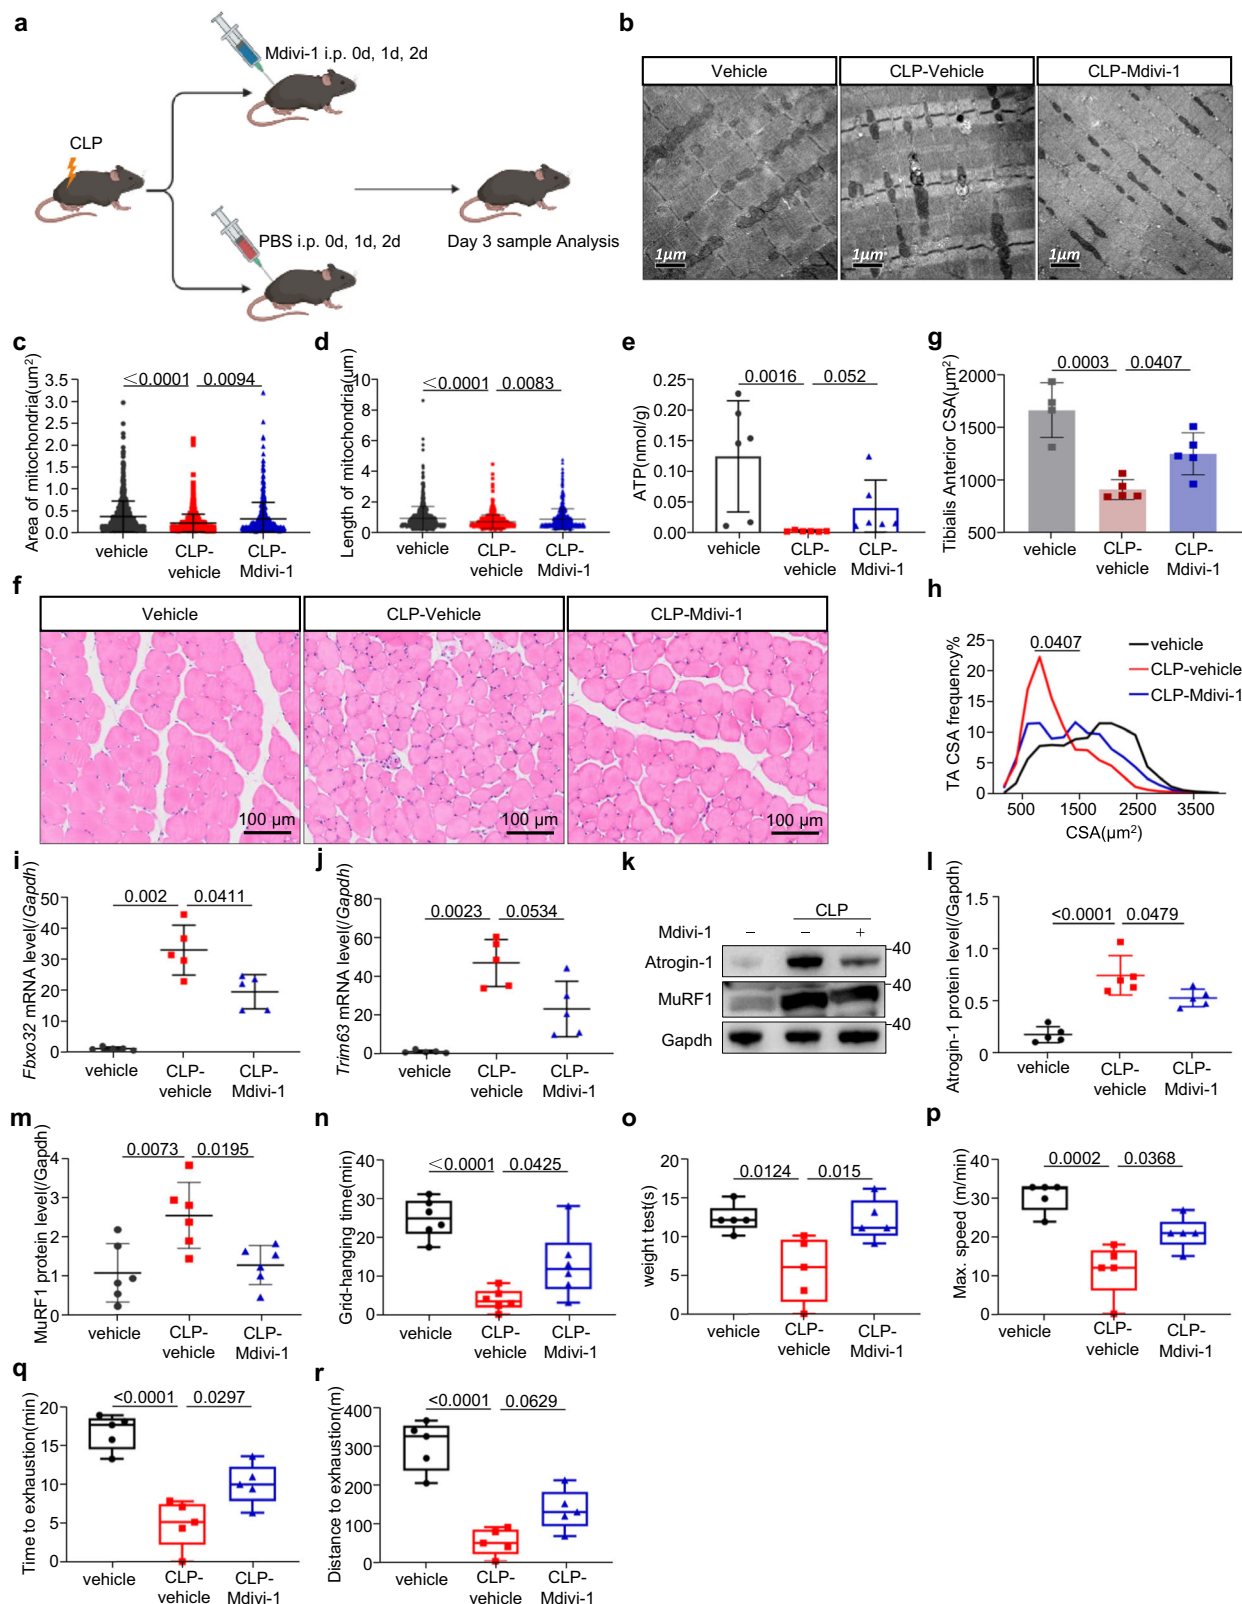 a
Mdivi-1 i.p. 0d, 1d, 2d
CLP
PBS i.p. 0d, 1d, 2d
Day 3 sample Analysis
b
Vehicle
CLP-Vehicle
CLP-Mdivi-1
1μm
1μm
1μm
c
Area of mitochondria(um²)
3.5
3.0
2.5
2.0
1.5
1.0
0.5
0.0
<0.0001
0.0094
vehicle
CLP-
vehicle
CLP-
Mdivi-1
d
Length of mitochondria(um)
10
8
6
4
2
0
<0.0001
0.0083
vehicle
CLP-
vehicle
CLP-
Mdivi-1
e
ATP(nmol/g)
0.25
0.20
0.15
0.10
0.05
0.00
0.0016
0.052
vehicle
CLP-
vehicle
CLP-
Mdivi-1
g
Tibialis Anterior CSA(μm²)
2000
1500
1000
500
0.0003
0.0407
vehicle
CLP-
vehicle
CLP-
Mdivi-1
f
Vehicle
CLP-Vehicle
CLP-Mdivi-1
100 μm
100 μm
100 μm
h
TA CSA frequency%
25
20
15
10
5
0
0.0407
vehicle
CLP-vehicle
CLP-Mdivi-1
500
1500
2500
3500
CSA(μm²)
i
Fbxo32 mRNA level(/Gapdh)
50
40
30
20
10
0
0.002
0.0411
vehicle
CLP-
vehicle
CLP-
Mdivi-1
j
Trim63 mRNA level(/Gapdh)
80
60
40
20
0
0.0023
0.0534
vehicle
CLP-
vehicle
CLP-
Mdivi-1
k
CLP
Mdivi-1
− − +
Atrogin-1
40
MuRF1
40
Gapdh
40
l
Atrogin-1 protein level(/Gapdh)
1.5
1.0
0.5
0
<0.0001
0.0479
vehicle
CLP-
vehicle
CLP-
Mdivi-1
m
MuRF1 protein level(/Gapdh)
4
3
2
1
0
0.0073
0.0195
vehicle
CLP-
vehicle
CLP-
Mdivi-1
n
Grid-hanging time(min)
40
30
20
10
0
<0.0001
0.0425
vehicle
CLP-
vehicle
CLP-
Mdivi-1
o
weight test(s)
20
15
10
5
0
0.0124
0.015
vehicle
CLP-
vehicle
CLP-
Mdivi-1
p
Max. speed (m/min)
40
30
20
10
0
0.0002
0.0368
vehicle
CLP-
vehicle
CLP-
Mdivi-1
q
Time to exhaustion(min)
20
15
10
5
0
<0.0001
0.0297
vehicle
CLP-
vehicle
CLP-
Mdivi-1
r
Distance to exhaustion(m)
400
300
200
100
0
<0.0001
0.0629
vehicle
CLP-
vehicle
CLP-
Mdivi-1